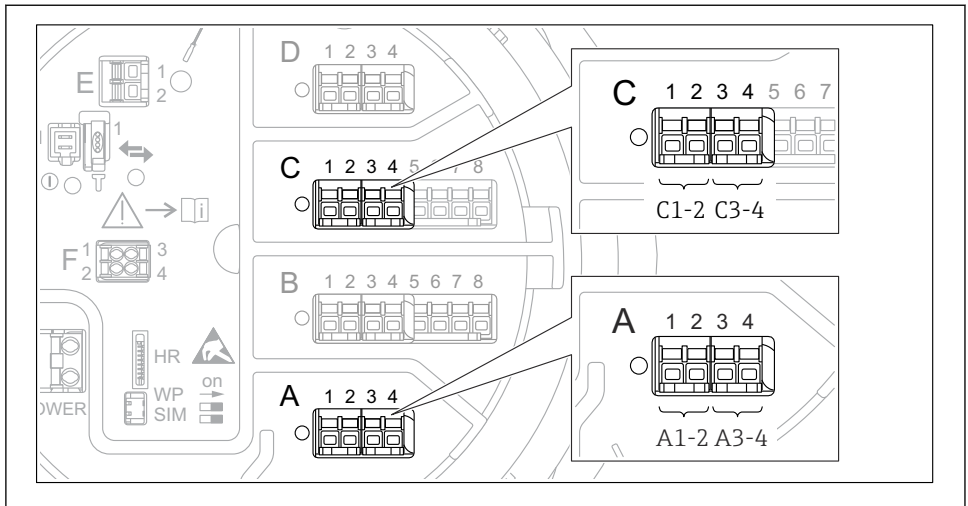 D 1 2 3 4
E 1
2
1
C 1 2 3 4 5 6 7 8
i
F 1 3
2 4
B 1 2 3 4 5 6 7 8
HR
WP on
SIM
A 1 2 3 4
C 1 2 3 4 5 6 7
C1-2 C3-4
A 1 2 3 4
A1-2 A3-4
OWER